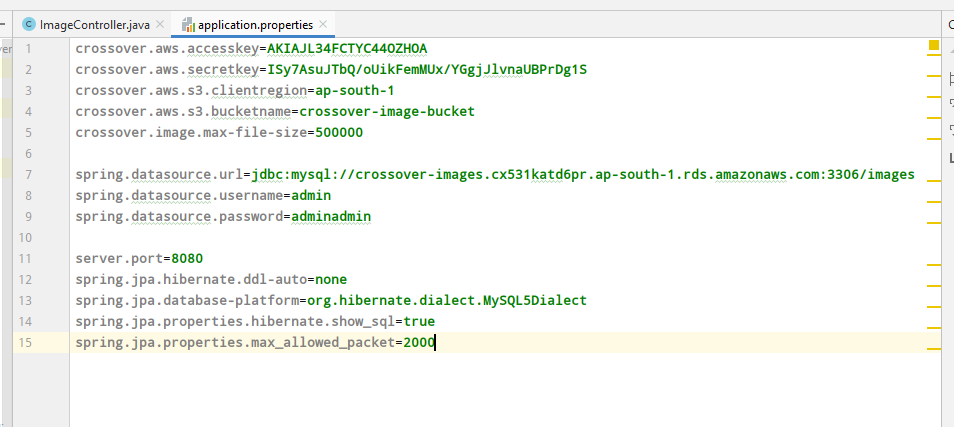 ImageController.java application.properties
1 crossover.aws.accesskey=AKIAJL34FCTYC44OZHOA
2 crossover.aws.secretkey=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
3 crossover.aws.s3.clientregion=ap-south-1
4 crossover.aws.s3.bucketname=crossover-image-bucket
5 crossover.image.max-file-size=500000
6
7 spring.datasource.url=jdbc:mysql://crossover-images.cx531katd6pr.ap-south-1.rds.amazonaws.com:3306/images
8 spring.datasource.username=admin
9 spring.datasource.password=adminadmin
10
11 server.port=8080
12 spring.jpa.hibernate.ddl-auto=none
13 spring.jpa.database-platform=org.hibernate.dialect.MySQL5Dialect
14 spring.jpa.properties.hibernate.show_sql=true
15 spring.jpa.properties.max_allowed_packet=2000